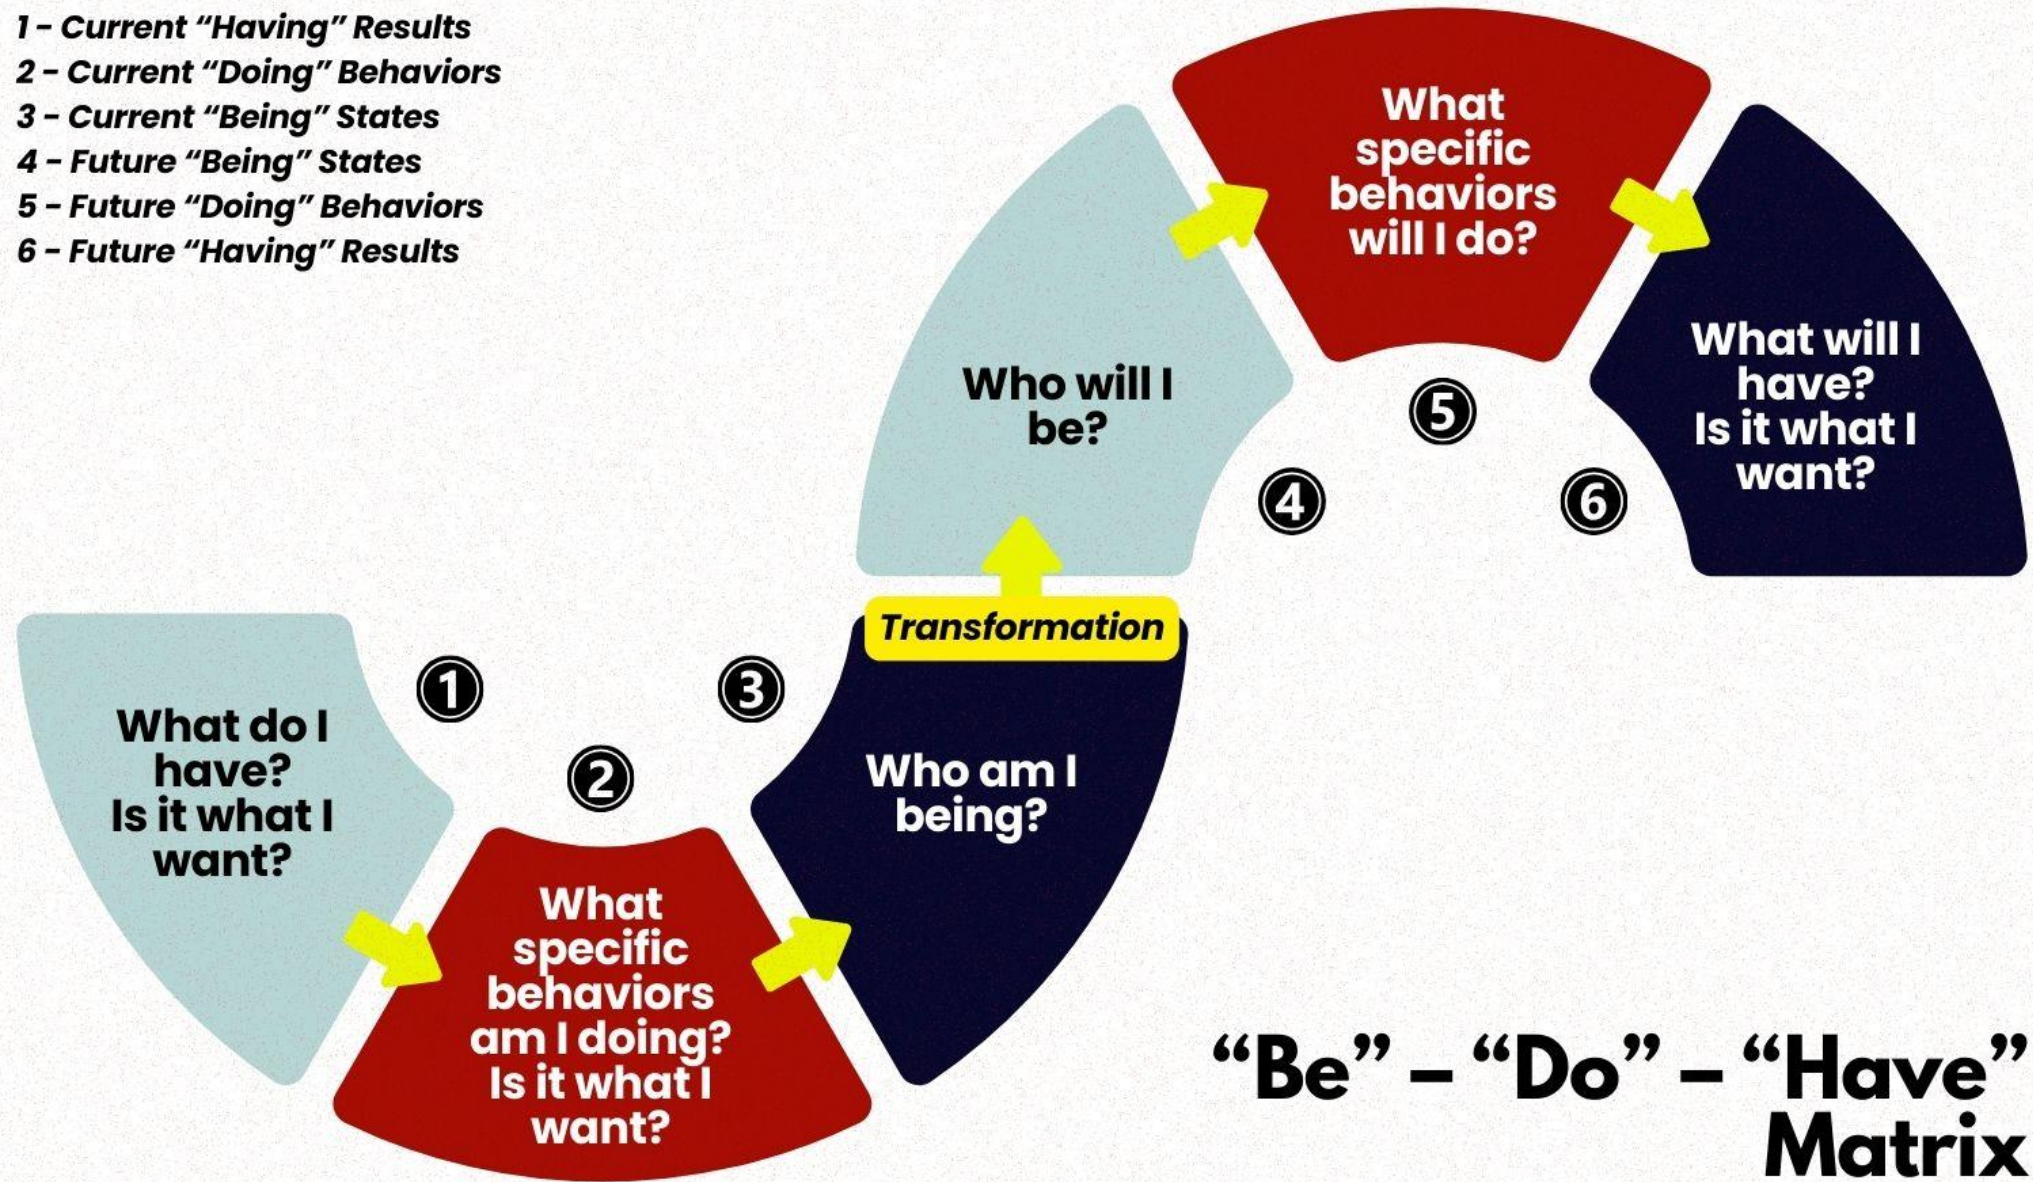 1 – Current “Having” Results
2 – Current “Doing” Behaviors
3 – Current “Being” States
4 – Future “Being” States
5 – Future “Doing” Behaviors
6 – Future “Having” Results
What do I
have?
Is it what I
want?
1
What
specific
behaviors
am I doing?
Is it what I
want?
2
Who am I
being?
3
Transformation
Who will I
be?
4
What
specific
behaviors
will I do?
5
What will I
have?
Is it what I
want?
6
“Be” – “Do” – “Have”
Matrix